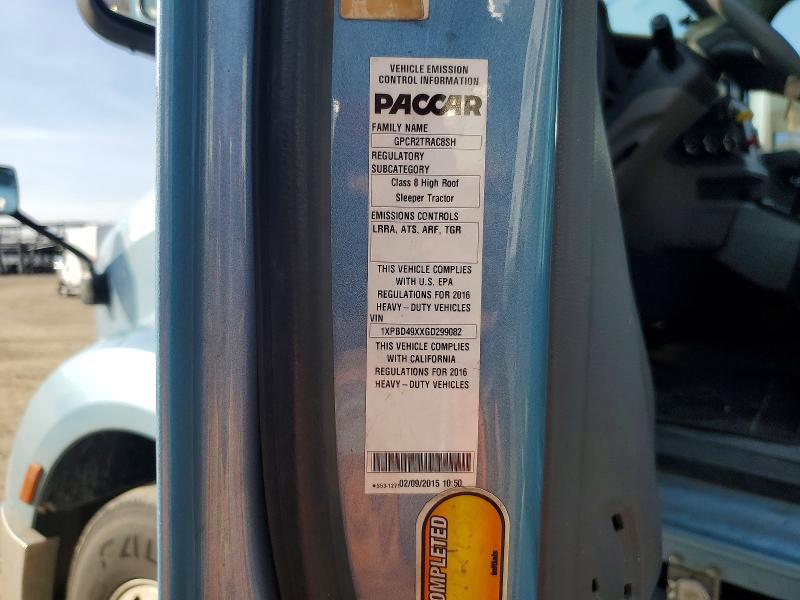 VEHICLE EMISSION
CONTROL INFORMATION
PACCAR
FAMILY NAME
GPCR2TRAC8SH
REGULATORY
SUBCATEGORY
Class 8 High Roof
Sleeper Tractor
EMISSIONS CONTROLS
LRRA, ATS, ARF, TGR
THIS VEHICLE COMPLIES
WITH U.S. EPA
REGULATIONS FOR 2016
HEAVY-DUTY VEHICLES
VIN
1XPBD49XXGD299082
THIS VEHICLE COMPLIES
WITH CALIFORNIA
REGULATIONS FOR 2016
HEAVY-DUTY VEHICLES
02/09/2015 10:50
COMPLETED
Initials